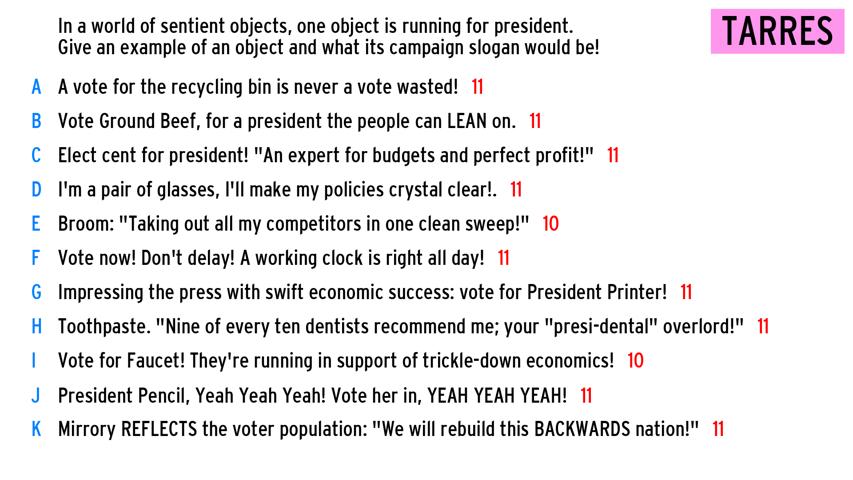 In a world of sentient objects, one object is running for president.
Give an example of an object and what its campaign slogan would be!
TARRES
A A vote for the recycling bin is never a vote wasted! 11
B Vote Ground Beef, for a president the people can LEAN on. 11
C Elect cent for president! "An expert for budgets and perfect profit!" 11
D I'm a pair of glasses, I'll make my policies crystal clear!. 11
E Broom: "Taking out all my competitors in one clean sweep!" 10
F Vote now! Don't delay! A working clock is right all day! 11
G Impressing the press with swift economic success: vote for President Printer! 11
H Toothpaste. "Nine of every ten dentists recommend me; your "presi-dental" overlord!" 11
I Vote for Faucet! They're running in support of trickle-down economics! 10
J President Pencil, Yeah Yeah Yeah! Vote her in, YEAH YEAH YEAH! 11
K Mirrory REFLECTS the voter population: "We will rebuild this BACKWARDS nation!" 11